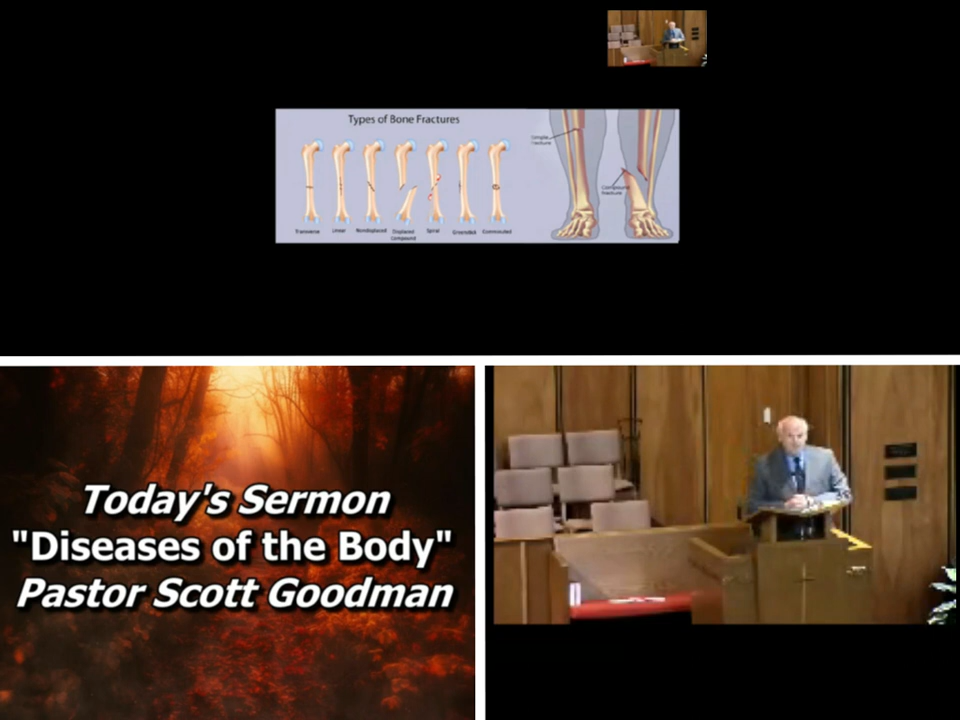 Types of Bone Fractures
Simple
fracture
Compound
fracture
Transverse
Linear
Nondisplaced
Displaced
Compound
Spiral
Greenstick
Comminuted
Today's Sermon
"Diseases of the Body"
Pastor Scott Goodman